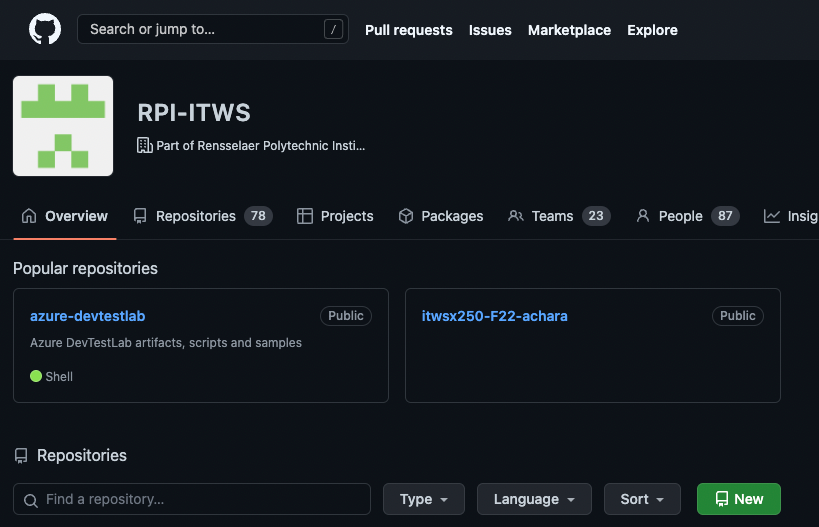 Search or jump to... /
Pull requests Issues Marketplace Explore
RPI-ITWS
Part of Rensselaer Polytechnic Insti...
Overview Repositories 78 Projects Packages Teams 23 People 87 Insig
Popular repositories
azure-devtestlab Public
Azure DevTestLab artifacts, scripts and samples
Shell
itwsx250-F22-achara Public
Repositories
Find a repository... Type Language Sort New